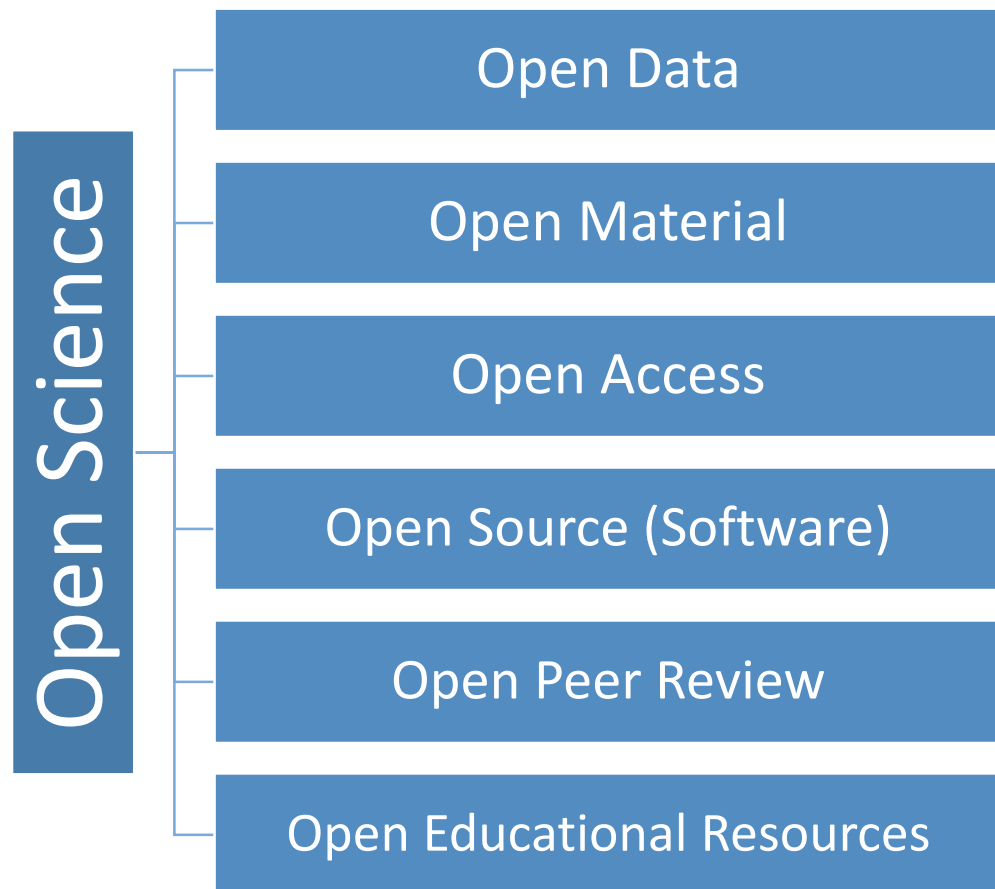 Open Science
Open Data
Open Material
Open Access
Open Source (Software)
Open Peer Review
Open Educational Resources